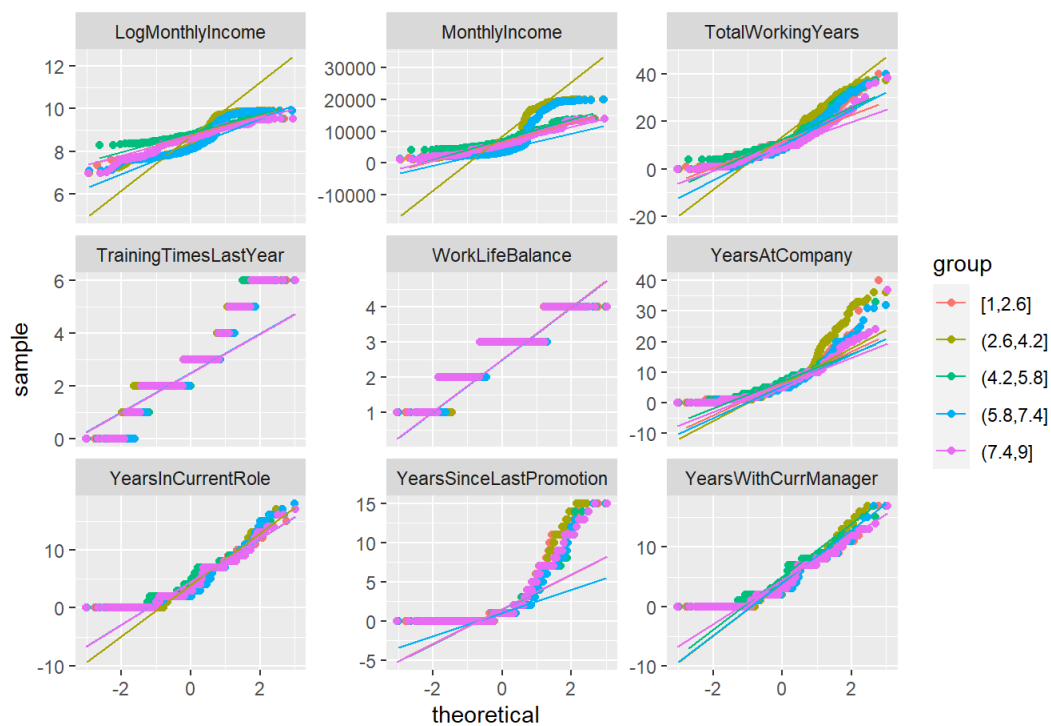 LogMonthlyIncome
MonthlyIncome
TotalWorkingYears
12
10
8
6
30000
20000
10000
0
-10000
40
20
0
-20
TrainingTimesLastYear
WorkLifeBalance
YearsAtCompany
6
4
2
0
4
3
2
1
40
30
20
10
0
-10
YearsInCurrentRole
YearsSinceLastPromotion
YearsWithCurrManager
10
0
-10
15
10
5
0
-5
10
0
-10
-2 0 2
-2 0 2
-2 0 2
sample
theoretical
group
[1,2.6]
(2.6,4.2]
(4.2,5.8]
(5.8,7.4]
(7.4,9]